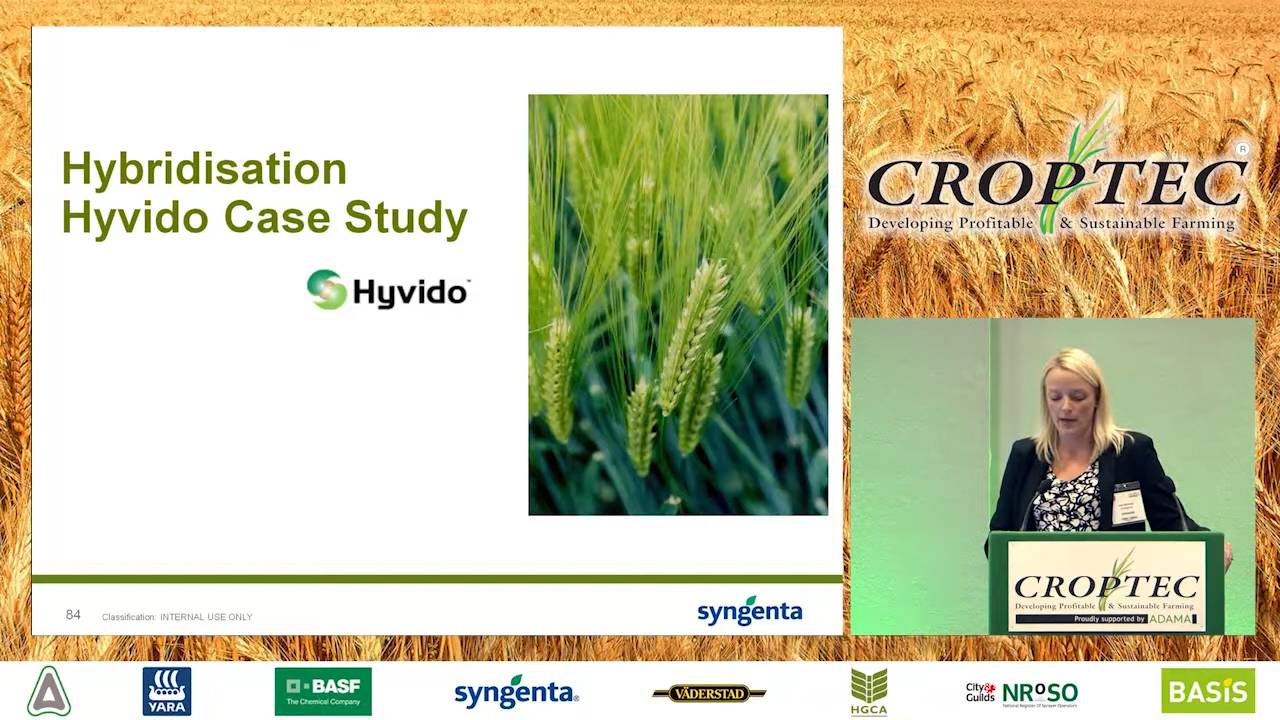 Hybridisation
Hyvido Case Study
Hyvido™
84 Classification: INTERNAL USE ONLY
syngenta
CROPTEC ®
Developing Profitable & Sustainable Farming
CROPTEC
Developing Profitable & Sustainable Farming
Proudly supported by ADAMA
YARA
BASF
The Chemical Company
syngenta®
VÄDERSTAD
HGCA
City& Guilds
NRoSO
National Register Of Sprayer Operators
BASIS